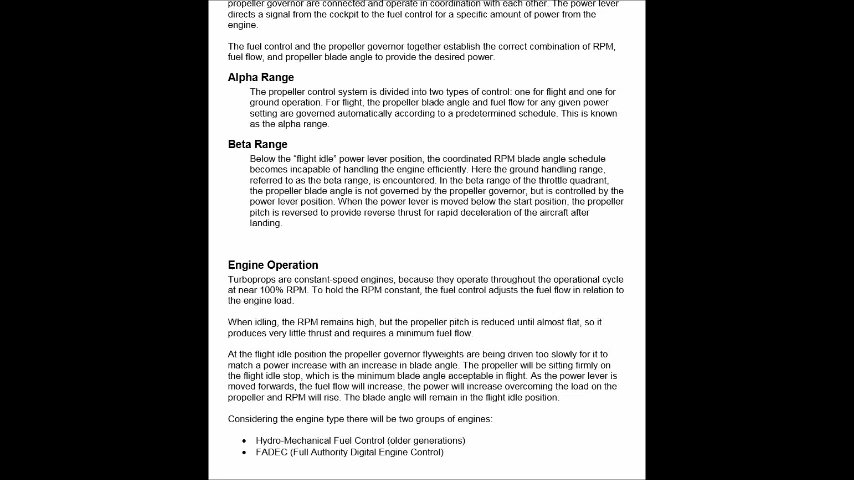 propeller governor are connected and operate in coordination with each other. The power lever
directs a signal from the cockpit to the fuel control for a specific amount of power from the
engine.
The fuel control and the propeller governor together establish the correct combination of RPM,
fuel flow, and propeller blade angle to provide the desired power.
Alpha Range
The propeller control system is divided into two types of control: one for flight and one for
ground operation. For flight, the propeller blade angle and fuel flow for any given power
setting are governed automatically according to a predetermined schedule. This is known
as the alpha range.
Beta Range
Below the “flight idle” power lever position, the coordinated RPM blade angle schedule
becomes incapable of handling the engine efficiently. Here the ground handling range,
referred to as the beta range, is encountered. In the beta range of the throttle quadrant,
the propeller blade angle is not governed by the propeller governor, but is controlled by the
power lever position. When the power lever is moved below the start position, the propeller
pitch is reversed to provide reverse thrust for rapid deceleration of the aircraft after
landing.
Engine Operation
Turboprops are constant-speed engines, because they operate throughout the operational cycle
at near 100% RPM. To hold the RPM constant, the fuel control adjusts the fuel flow in relation to
the engine load.
When idling, the RPM remains high, but the propeller pitch is reduced until almost flat, so it
produces very little thrust and requires a minimum fuel flow.
At the flight idle position the propeller governor flyweights are being driven too slowly for it to
match a power increase with an increase in blade angle. The propeller will be sitting firmly on
the flight idle stop, which is the minimum blade angle acceptable in flight. As the power lever is
moved forwards, the fuel flow will increase, the power will increase overcoming the load on the
propeller and RPM will rise. The blade angle will remain in the flight idle position.
Considering the engine type there will be two groups of engines:
• Hydro-Mechanical Fuel Control (older generations)
• FADEC (Full Authority Digital Engine Control)